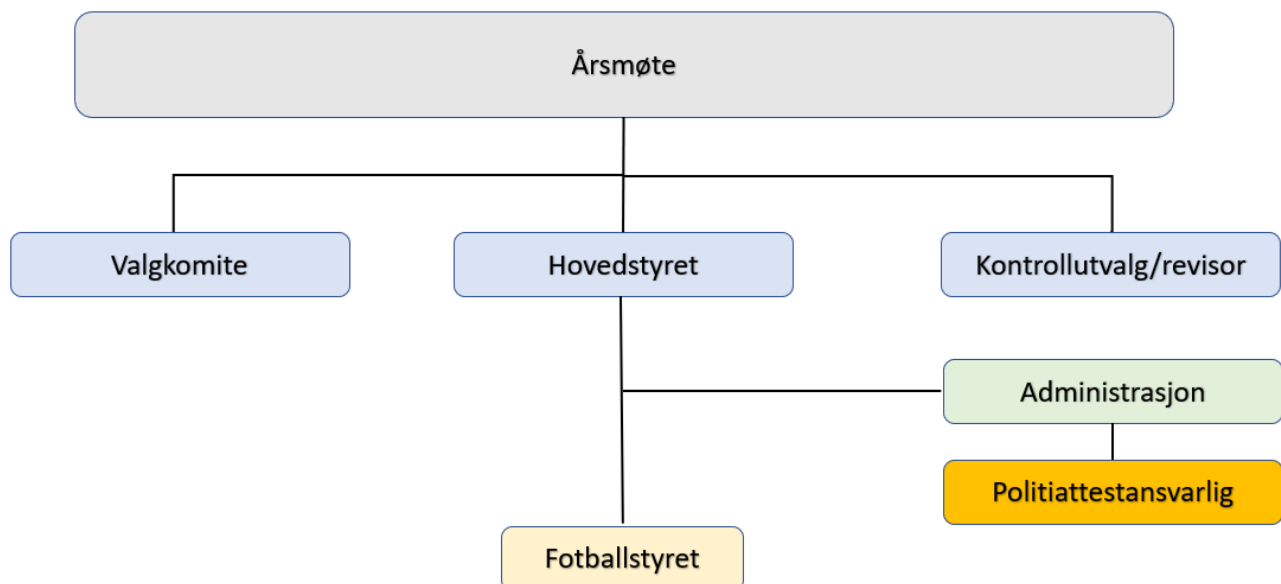 Årsmøte
Valgkomite
Hovedstyret
Kontrollutvalg/revisor
Administrasjon
Politiattestansvarlig
Fotballstyret